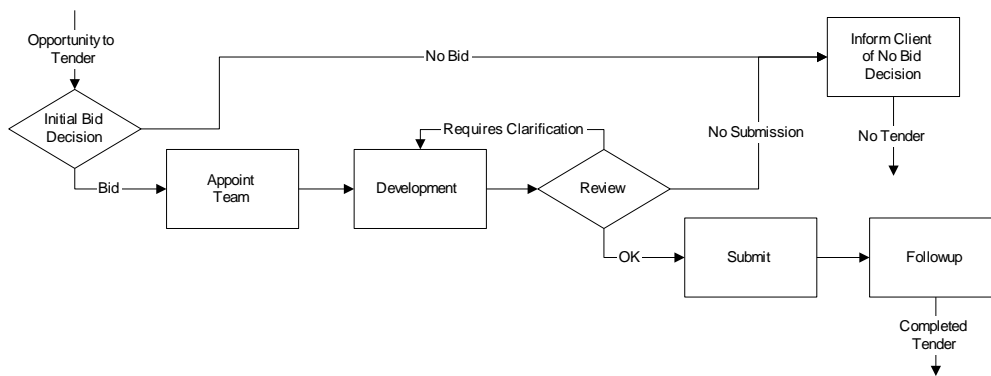 Opportunity to
Tender
Initial Bid
Decision
No Bid
Inform Client
of No Bid
Decision
No Tender
Bid
Appoint
Team
Development
Requires Clarification
Review
No Submission
OK
Submit
Followup
Completed
Tender